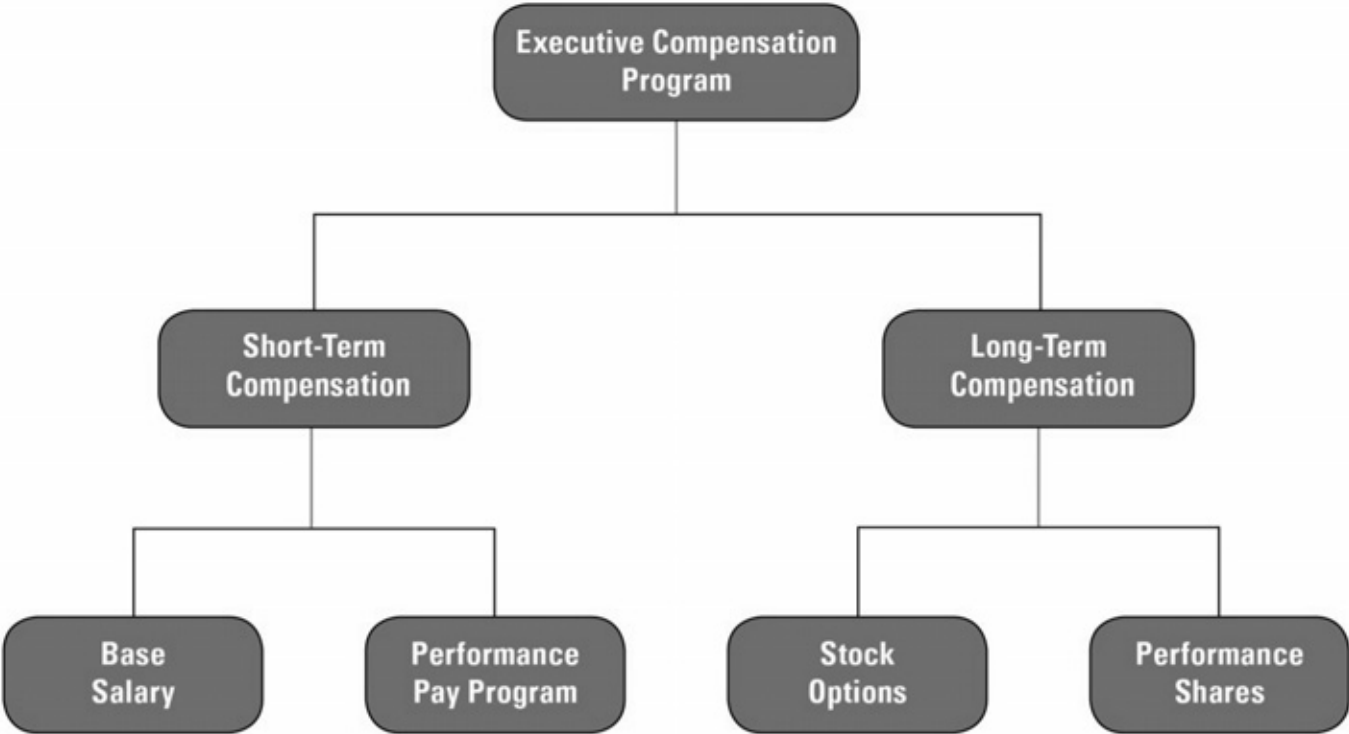 Executive Compensation
Program
Short-Term
Compensation
Long-Term
Compensation
Base
Salary
Performance
Pay Program
Stock
Options
Performance
Shares